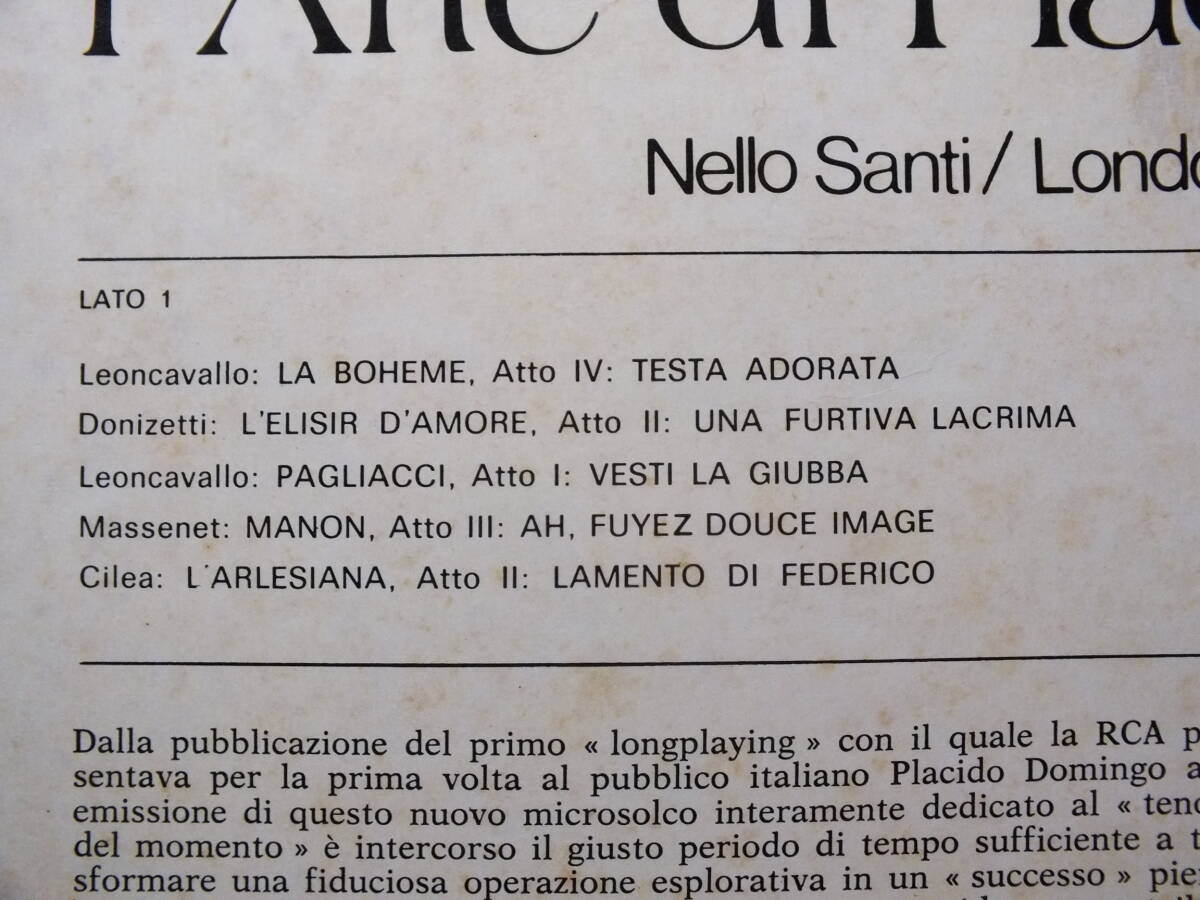 l'Arte di Plac
Nello Santi / Londo
LATO 1
Leoncavallo: LA BOHEME, Atto IV: TESTA ADORATA
Donizetti: L'ELISIR D'AMORE, Atto II: UNA FURTIVA LACRIMA
Leoncavallo: PAGLIACCI, Atto I: VESTI LA GIUBBA
Massenet: MANON, Atto III: AH, FUYEZ DOUCE IMAGE
Cilea: L'ARLESIANA, Atto II: LAMENTO DI FEDERICO
Dalla pubblicazione del primo « longplaying » con il quale la RCA p
sentava per la prima volta al pubblico italiano Placido Domingo a
emissione di questo nuovo microsolco interamente dedicato al « teno
del momento » è intercorso il giusto periodo di tempo sufficiente a t
sformare una fiduciosa operazione esplorativa in un « successo » pie